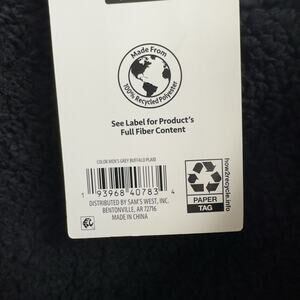 Made From
100% Recycled Polyester
See Label for Product's
Full Fiber Content
COLOR MEN'S GREY BUFFALO PLAID
1 93968 40783 4
DISTRIBUTED BY SAM'S WEST, INC.
BENTONVILLE, AR 72716
MADE IN CHINA
PAPER
TAG
how2recycle.info